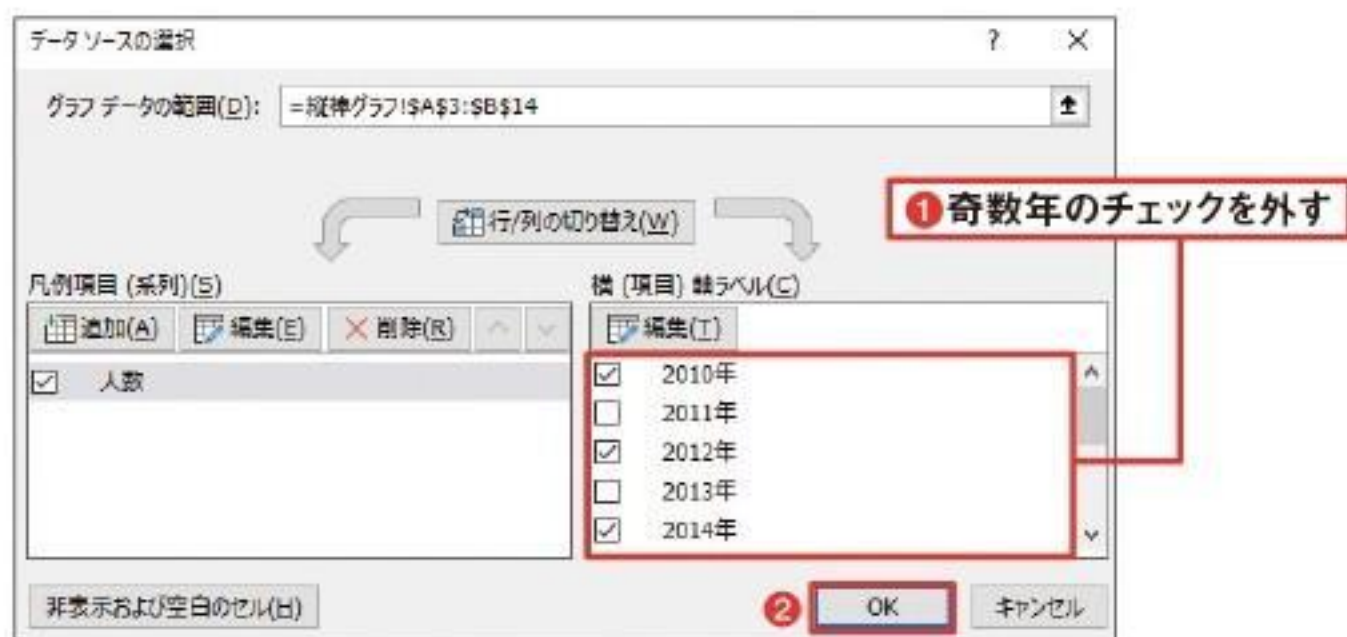 データ ソースの選択
? ×
グラフ データの範囲(D): =縦棒グラフ!$A$3:$B$14
❶奇数年のチェックを外す
行/列の切り替え(W)
凡例項目 (系列)(S)
横 (項目) 軸ラベル(C)
追加(A) 編集(E) × 削除(R)
編集(T)
人数
2010年
2011年
2012年
2013年
2014年
非表示および空白のセル(H)
❷ OK キャンセル